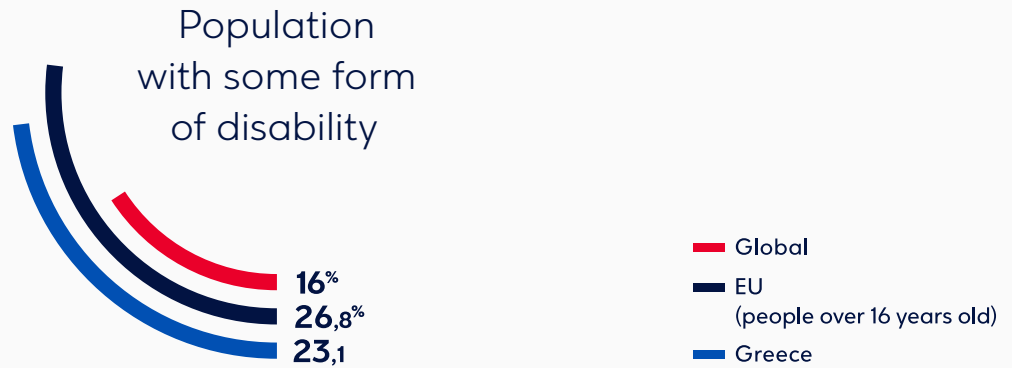 Population
with some form
of disability
16%
26,8%
23,1
Global
EU
(people over 16 years old)
Greece